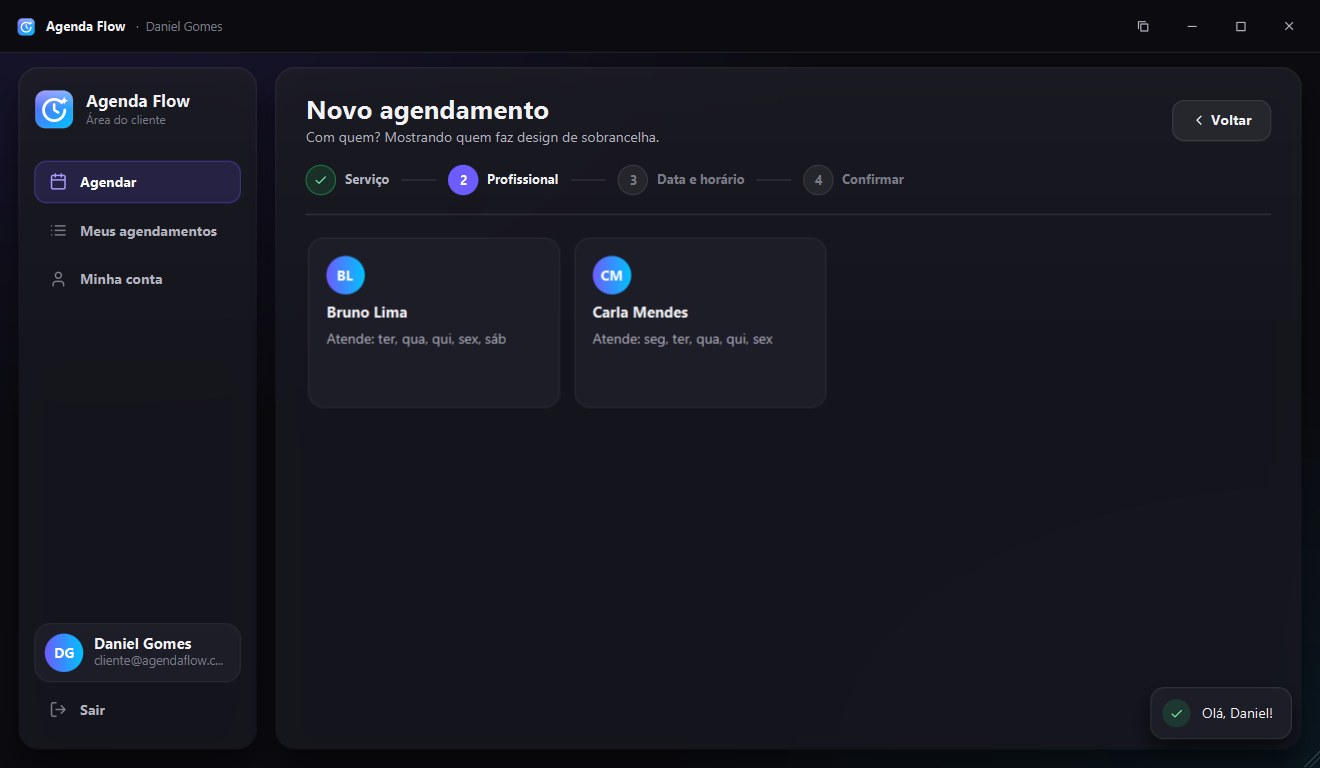 Agenda Flow · Daniel Gomes
Agenda Flow
Área do cliente
Agendar
Meus agendamentos
Minha conta
DG
Daniel Gomes
cliente@agendaflow.c...
Sair
Novo agendamento
Com quem? Mostrando quem faz design de sobrancelha.
Voltar
Serviço
2 Profissional
3 Data e horário
4 Confirmar
BL
Bruno Lima
Atende: ter, qua, qui, sex, sáb
CM
Carla Mendes
Atende: seg, ter, qua, qui, sex
Olá, Daniel!